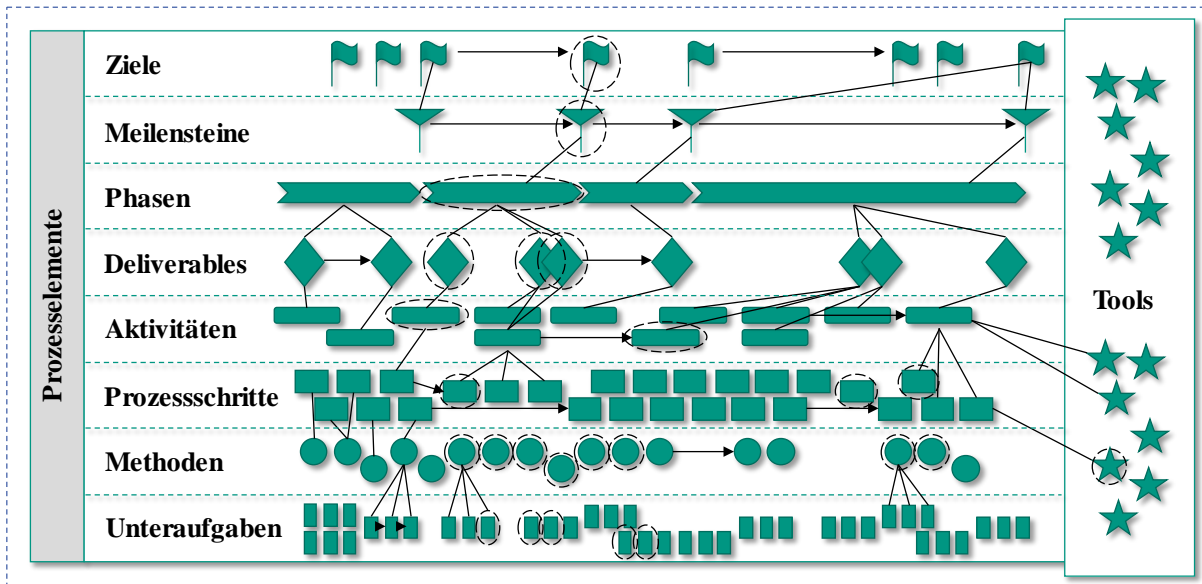 Prozesselemente
Ziele
Meilensteine
Phasen
Deliverables
Aktivitäten
Prozessschritte
Methoden
Unteraufgaben
Tools